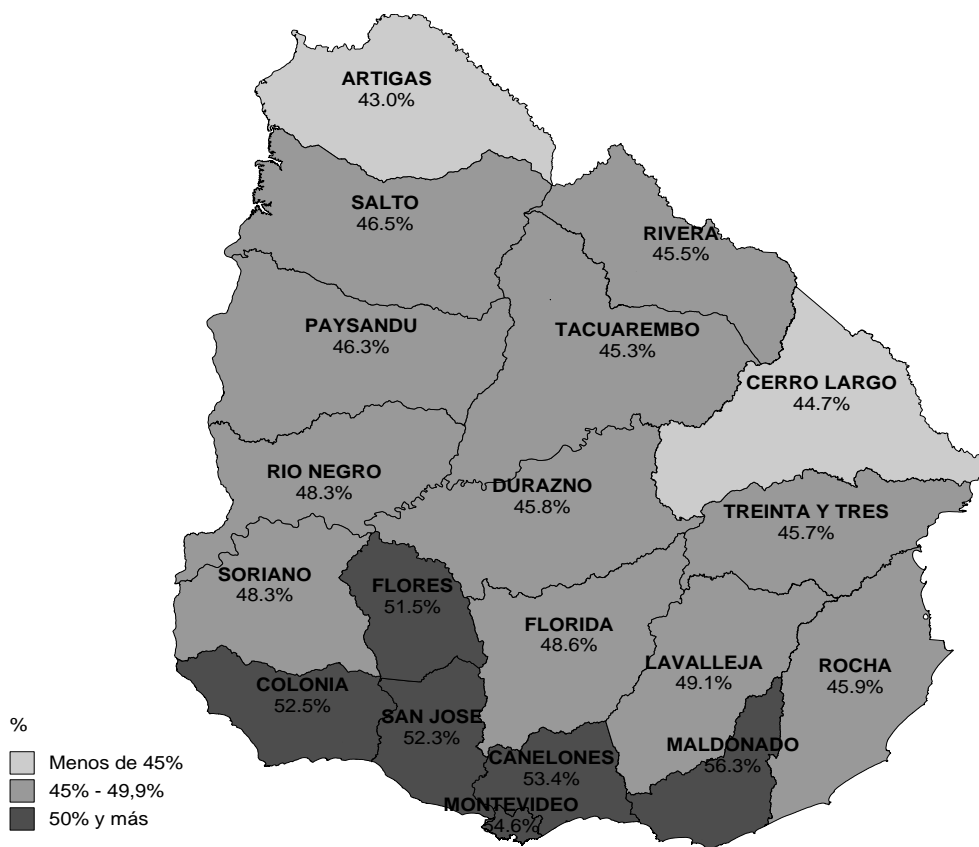 ARTIGAS
43.0%
SALTO
46.5%
RIVERA
45.5%
PAYSANDU
46.3%
TACUAREMBO
45.3%
CERRO LARGO
44.7%
RIO NEGRO
48.3%
DURAZNO
45.8%
TREINTA Y TRES
45.7%
SORIANO
48.3%
FLORES
51.5%
FLORIDA
48.6%
LAVALLEJA
49.1%
ROCHA
45.9%
COLONIA
52.5%
SAN JOSE
52.3%
CANELONES
53.4%
MALDONADO
56.3%
MONTEVIDEO
54.6%
%
Menos de 45%
45% - 49,9%
50% y más